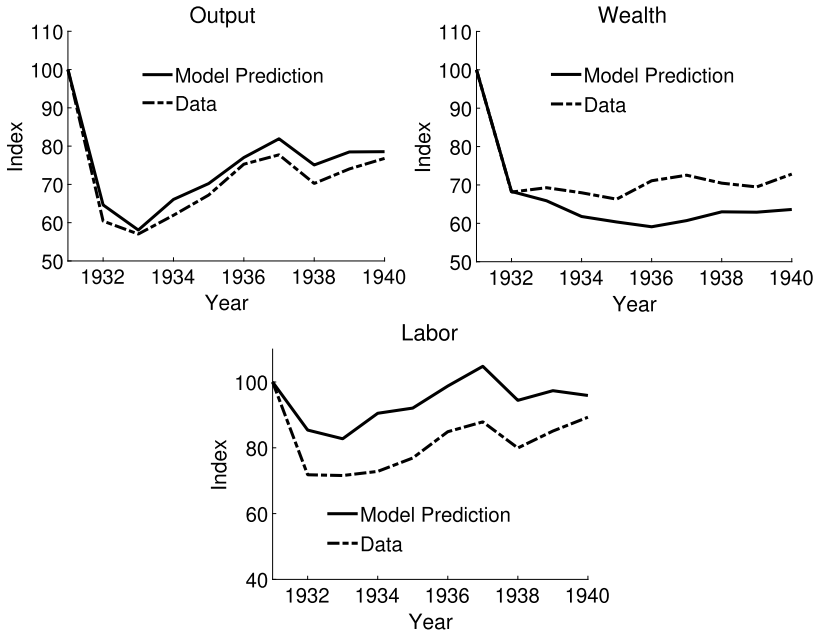 Output
110
100
90
80
70
60
50
Index
Model Prediction
Data
1932 1934 1936 1938 1940
Year
Wealth
110
100
90
80
70
60
50
Index
Model Prediction
Data
1932 1934 1936 1938 1940
Year
Labor
100
80
60
40
Index
Model Prediction
Data
1932 1934 1936 1938 1940
Year